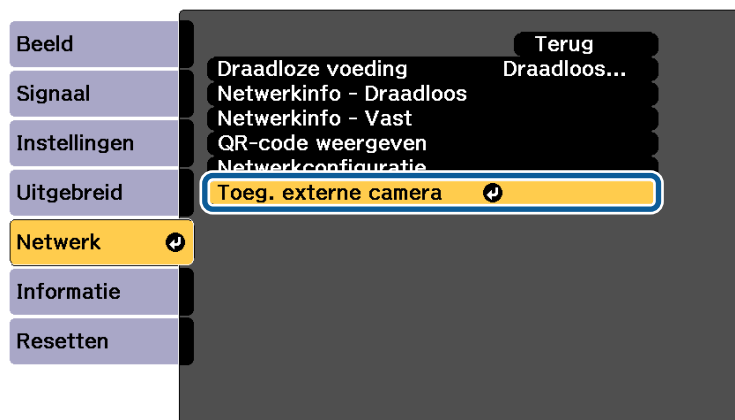 Beeld
Signaal
Instellingen
Uitgebreid
Netwerk
Informatie
Resetten
Terug
Draadloze voeding Draadloos...
Netwerkinfo - Draadloos
Netwerkinfo - Vast
QR-code weergeven
Netwerkconfiguratie
Toeg. externe camera